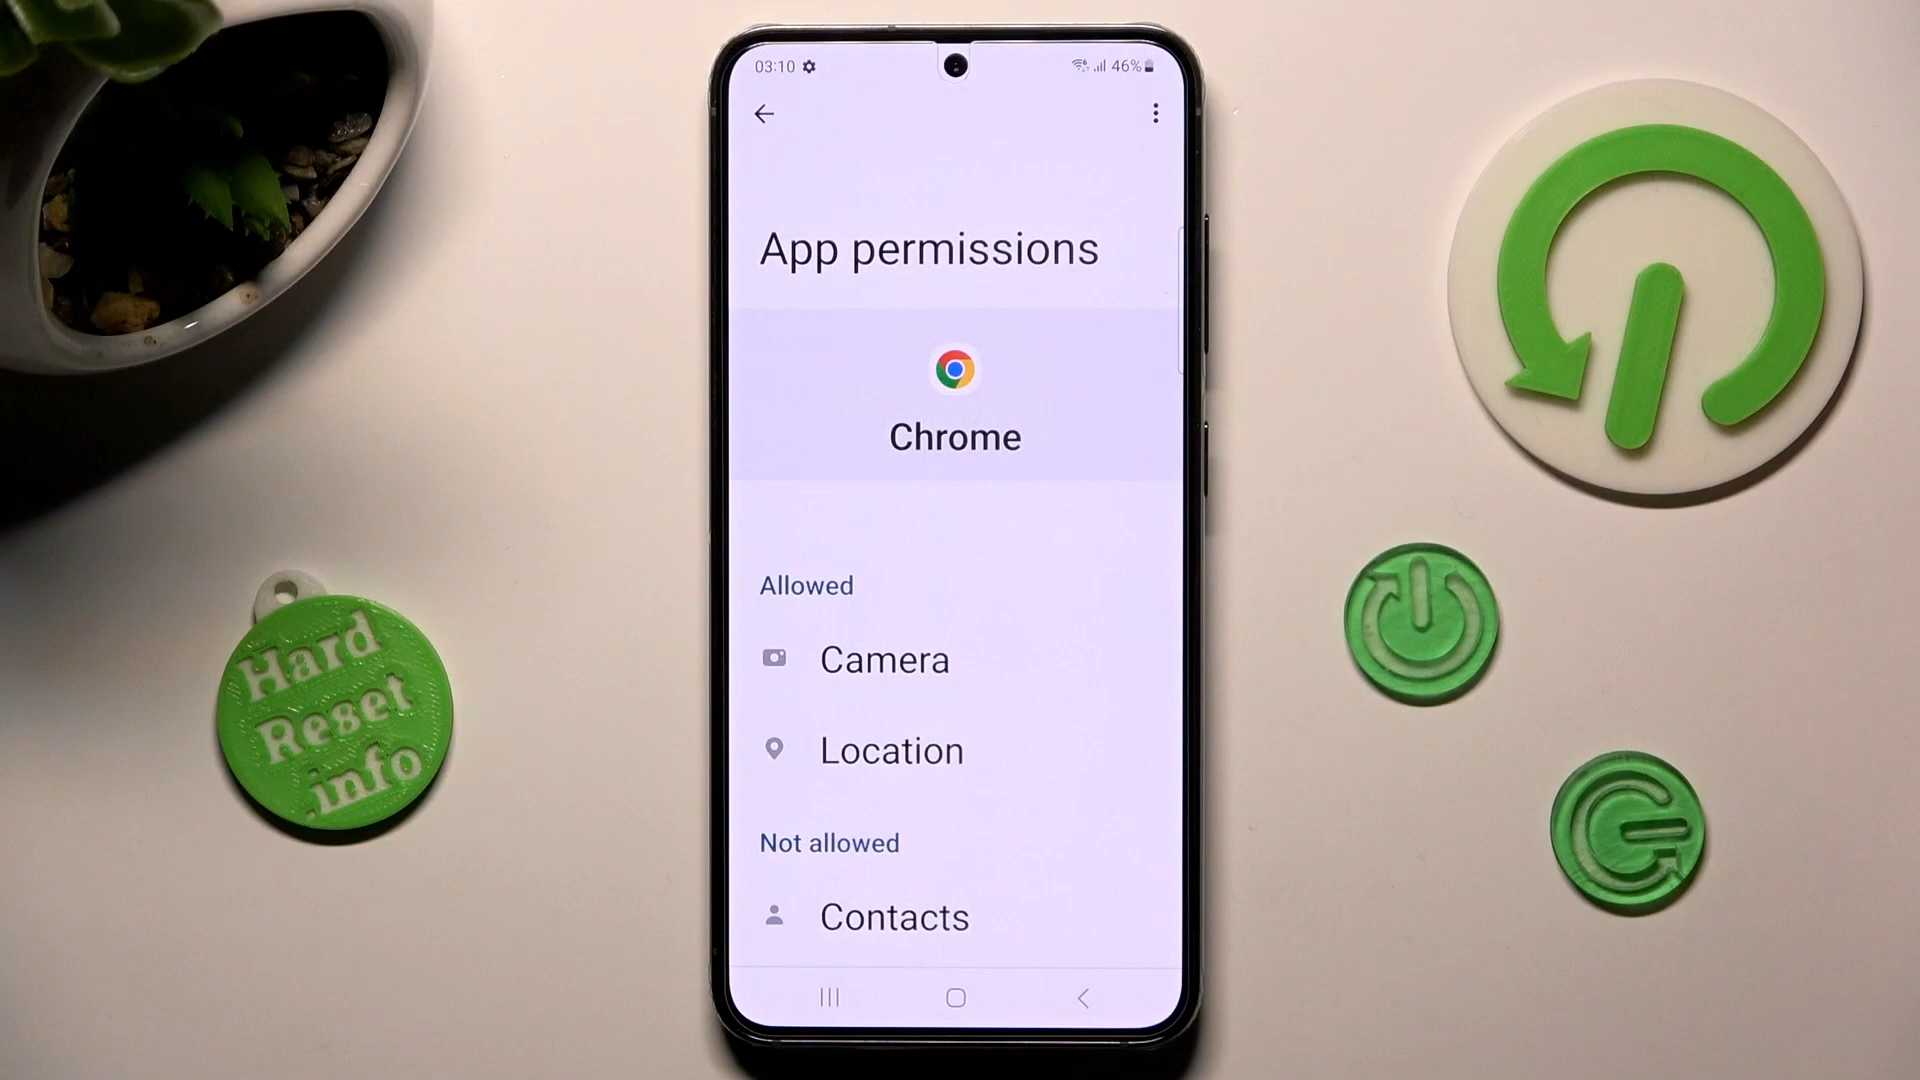 03:10
46%
App permissions
Chrome
Allowed
Camera
Location
Not allowed
Contacts
Hard
Reset
.info